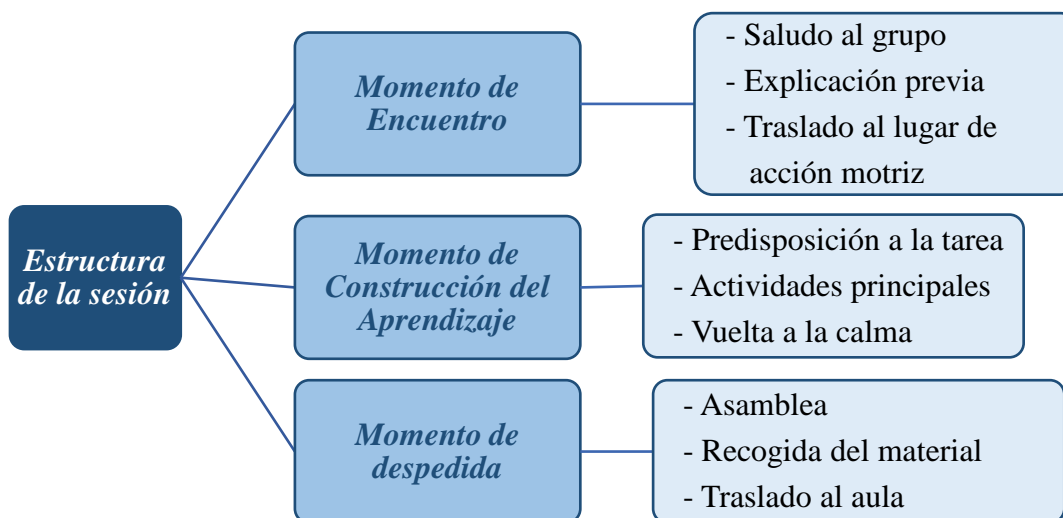 Estructura
de la sesión
Momento de
Encuentro
- Saludo al grupo
- Explicación previa
- Traslado al lugar de
acción motriz
Momento de
Construcción del
Aprendizaje
- Predisposición a la tarea
- Actividades principales
- Vuelta a la calma
Momento de
despedida
- Asamblea
- Recogida del material
- Traslado al aula